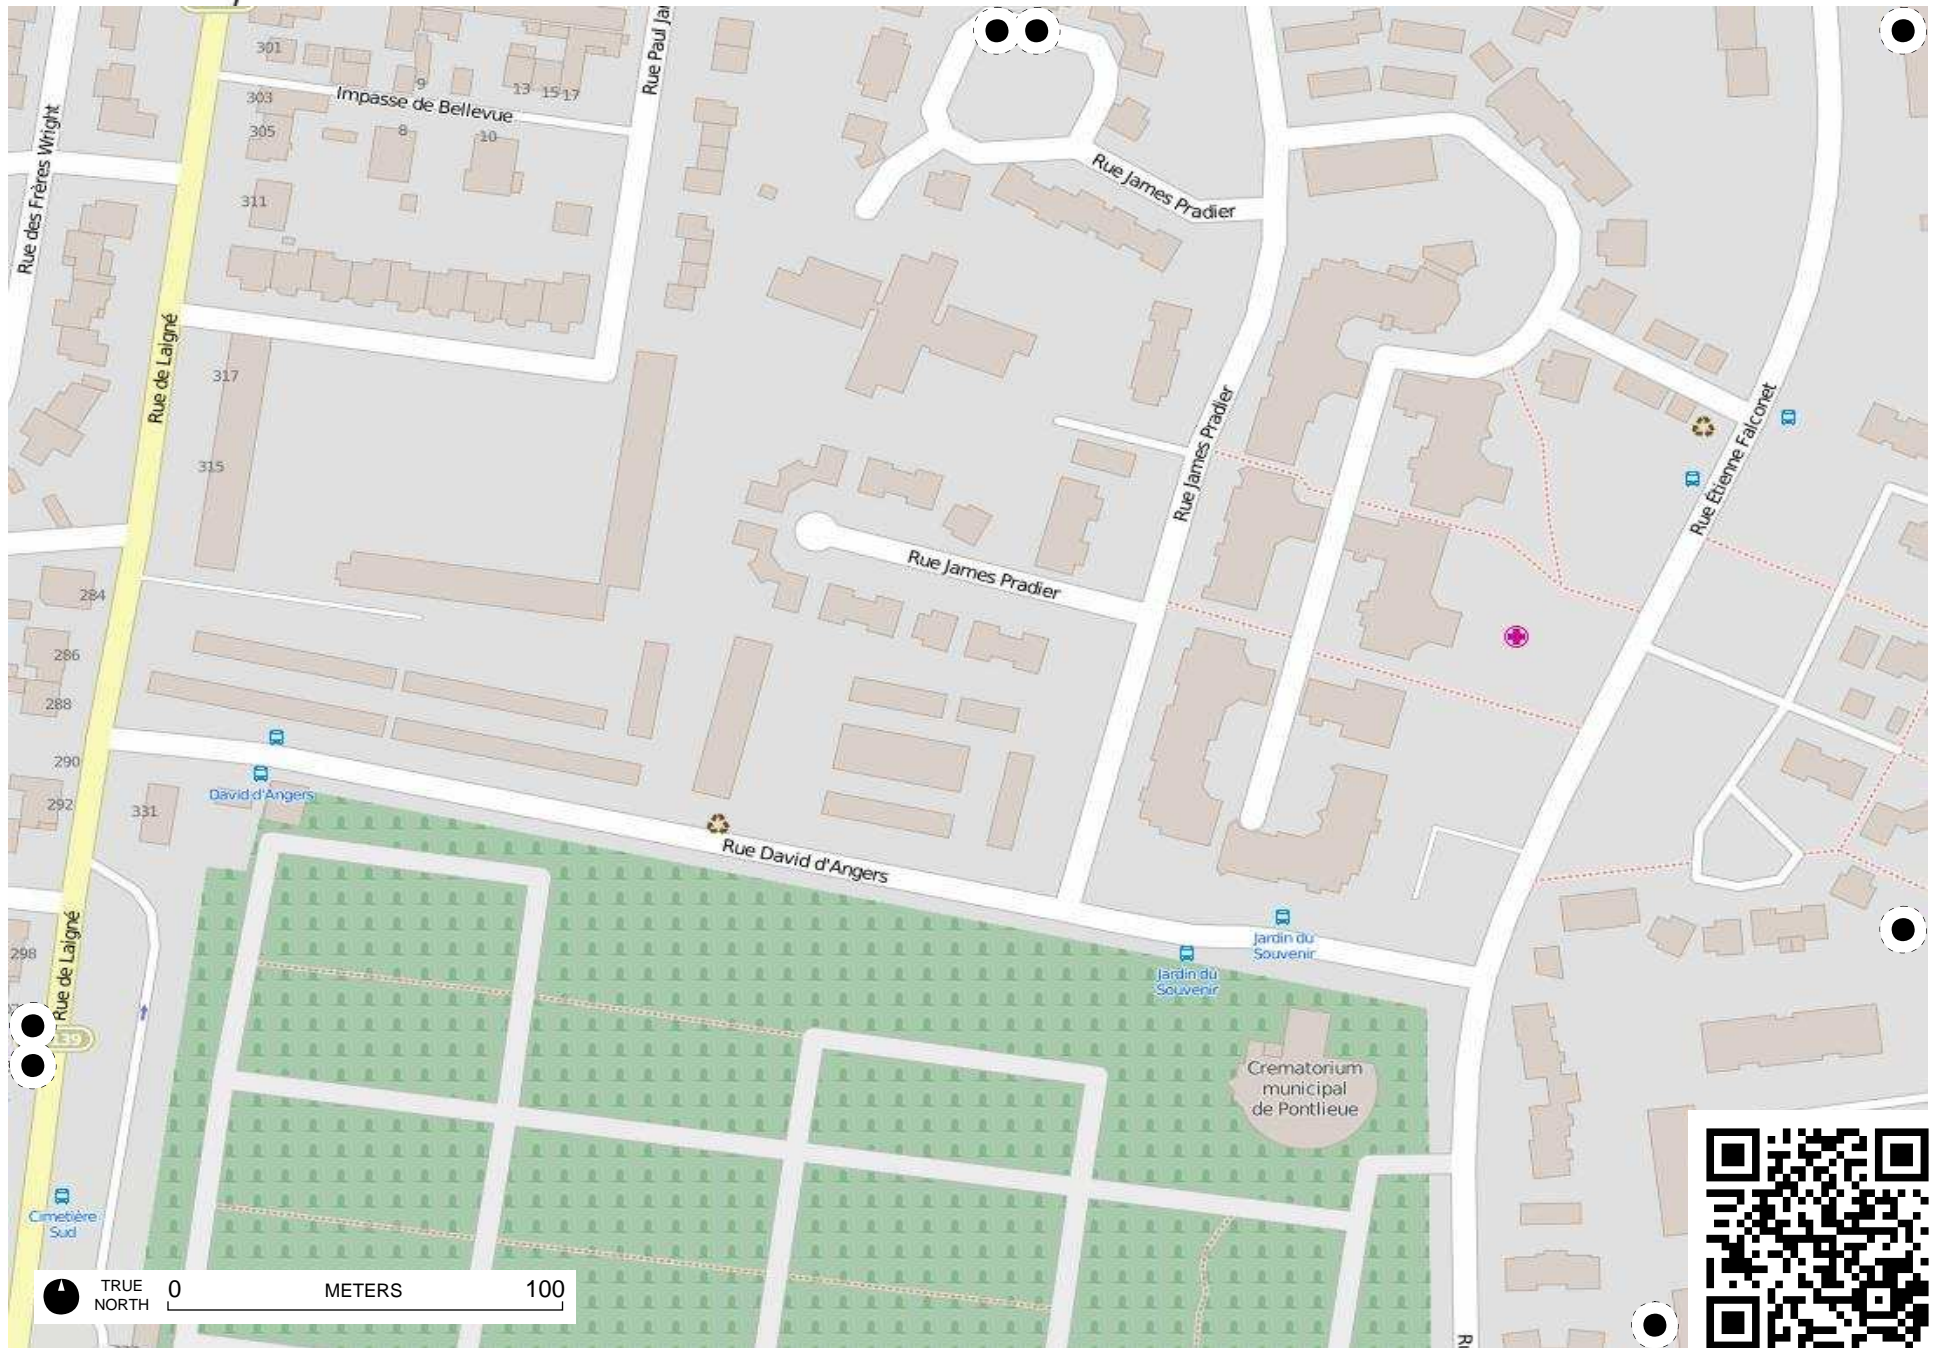 301
Rue Paul Ja
9
13
15
17
303
Impasse de Bellevue
305
8
10
Rue des Frères Wright
Rue James Pradier
311
Rue de Laigné
317
Rue James Pradier
Rue Étienne Falconet
315
Rue James Pradier
284
286
288
290
David d'Angers
292
331
Rue David d'Angers
Rue de Laigné
298
Jardin du
Souvenir
Jardin du
Souvenir
39
Crematorium
municipal
de Pontlieue
Cimetière
Sud
TRUE
NORTH
0
METERS
100